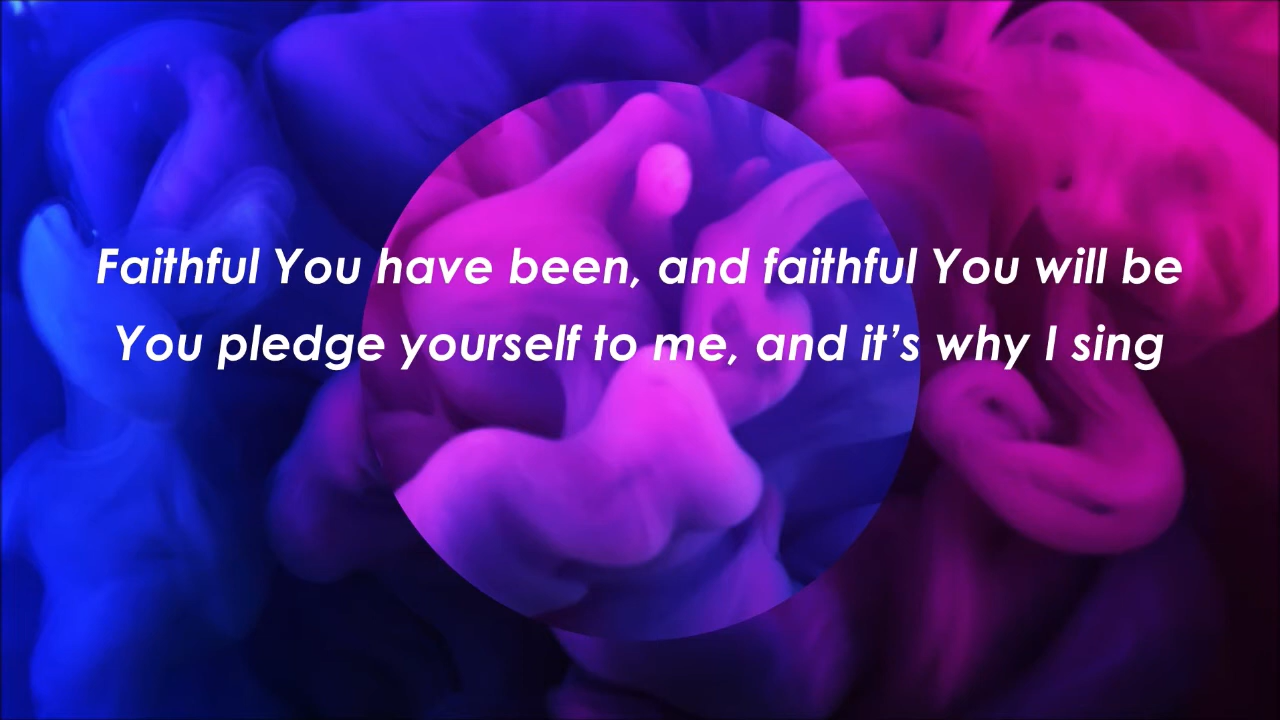 Faithful You have been, and faithful You will be
You pledge yourself to me, and it’s why I sing